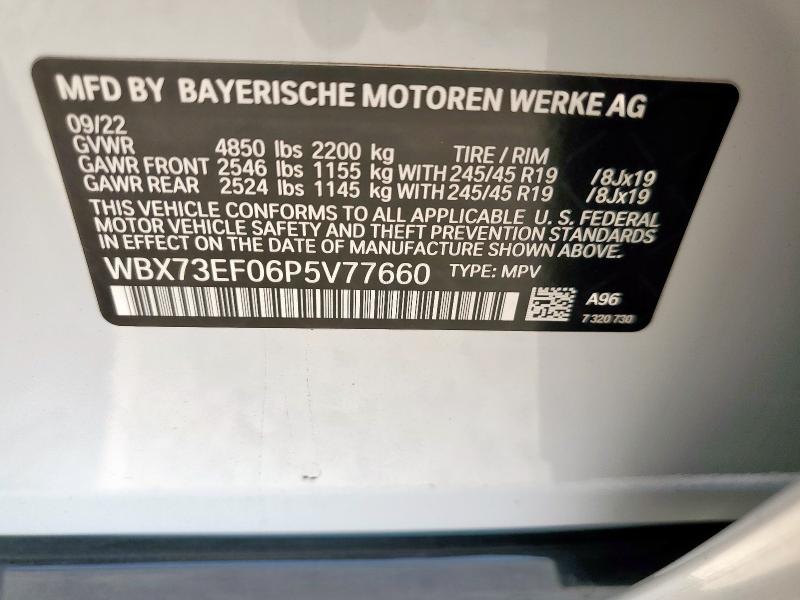 MFD BY BAYERISCHE MOTOREN WERKE AG
09/22
GVWR 4850 lbs 2200 kg TIRE / RIM
GAWR FRONT 2546 lbs 1155 kg WITH 245/45 R19 /8Jx19
GAWR REAR 2524 lbs 1145 kg WITH 245/45 R19 /8Jx19
THIS VEHICLE CONFORMS TO ALL APPLICABLE U. S. FEDERAL
MOTOR VEHICLE SAFETY AND THEFT PREVENTION STANDARDS
IN EFFECT ON THE DATE OF MANUFACTURE SHOWN ABOVE.
WBX73EF06P5V77660 TYPE: MPV
A96
7 320 730